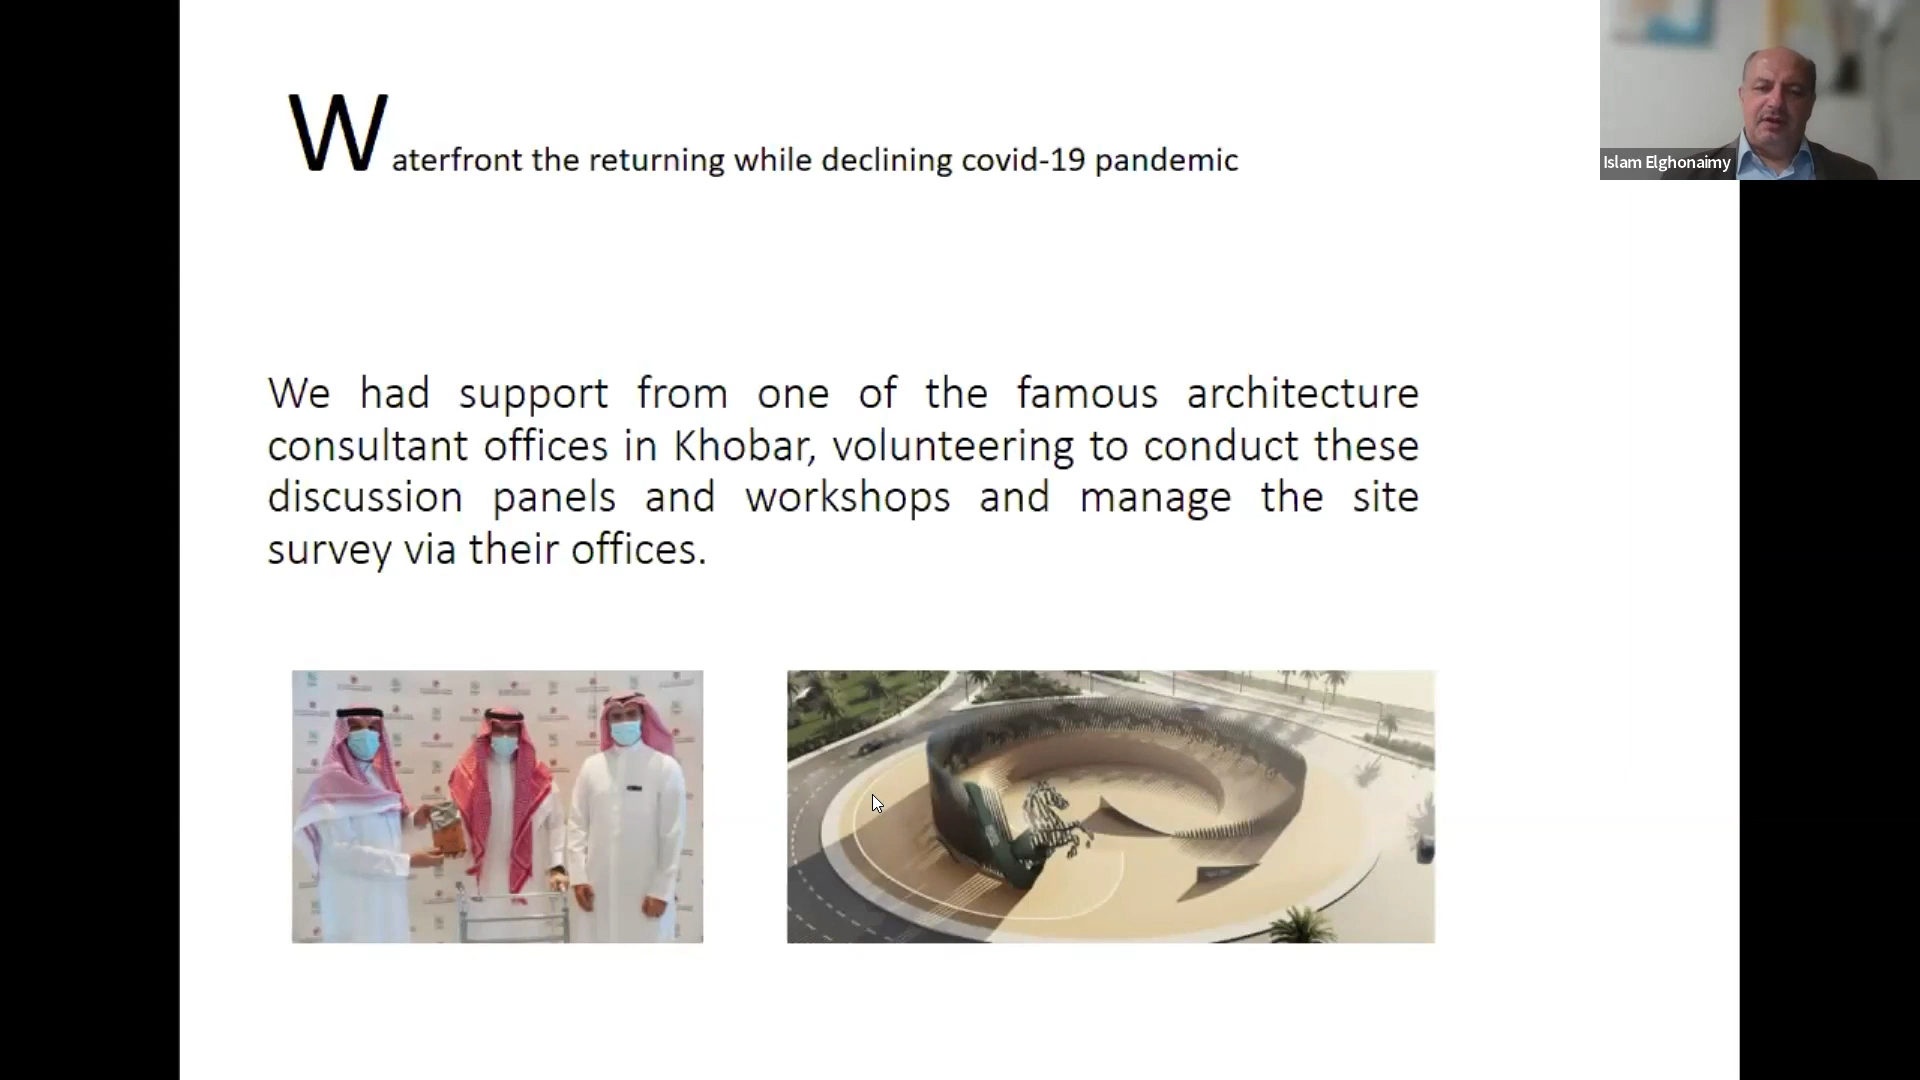 Waterfront the returning while declining covid-19 pandemic
Islam Elghonaimy
We had support from one of the famous architecture
consultant offices in Khobar, volunteering to conduct these
discussion panels and workshops and manage the site
survey via their offices.